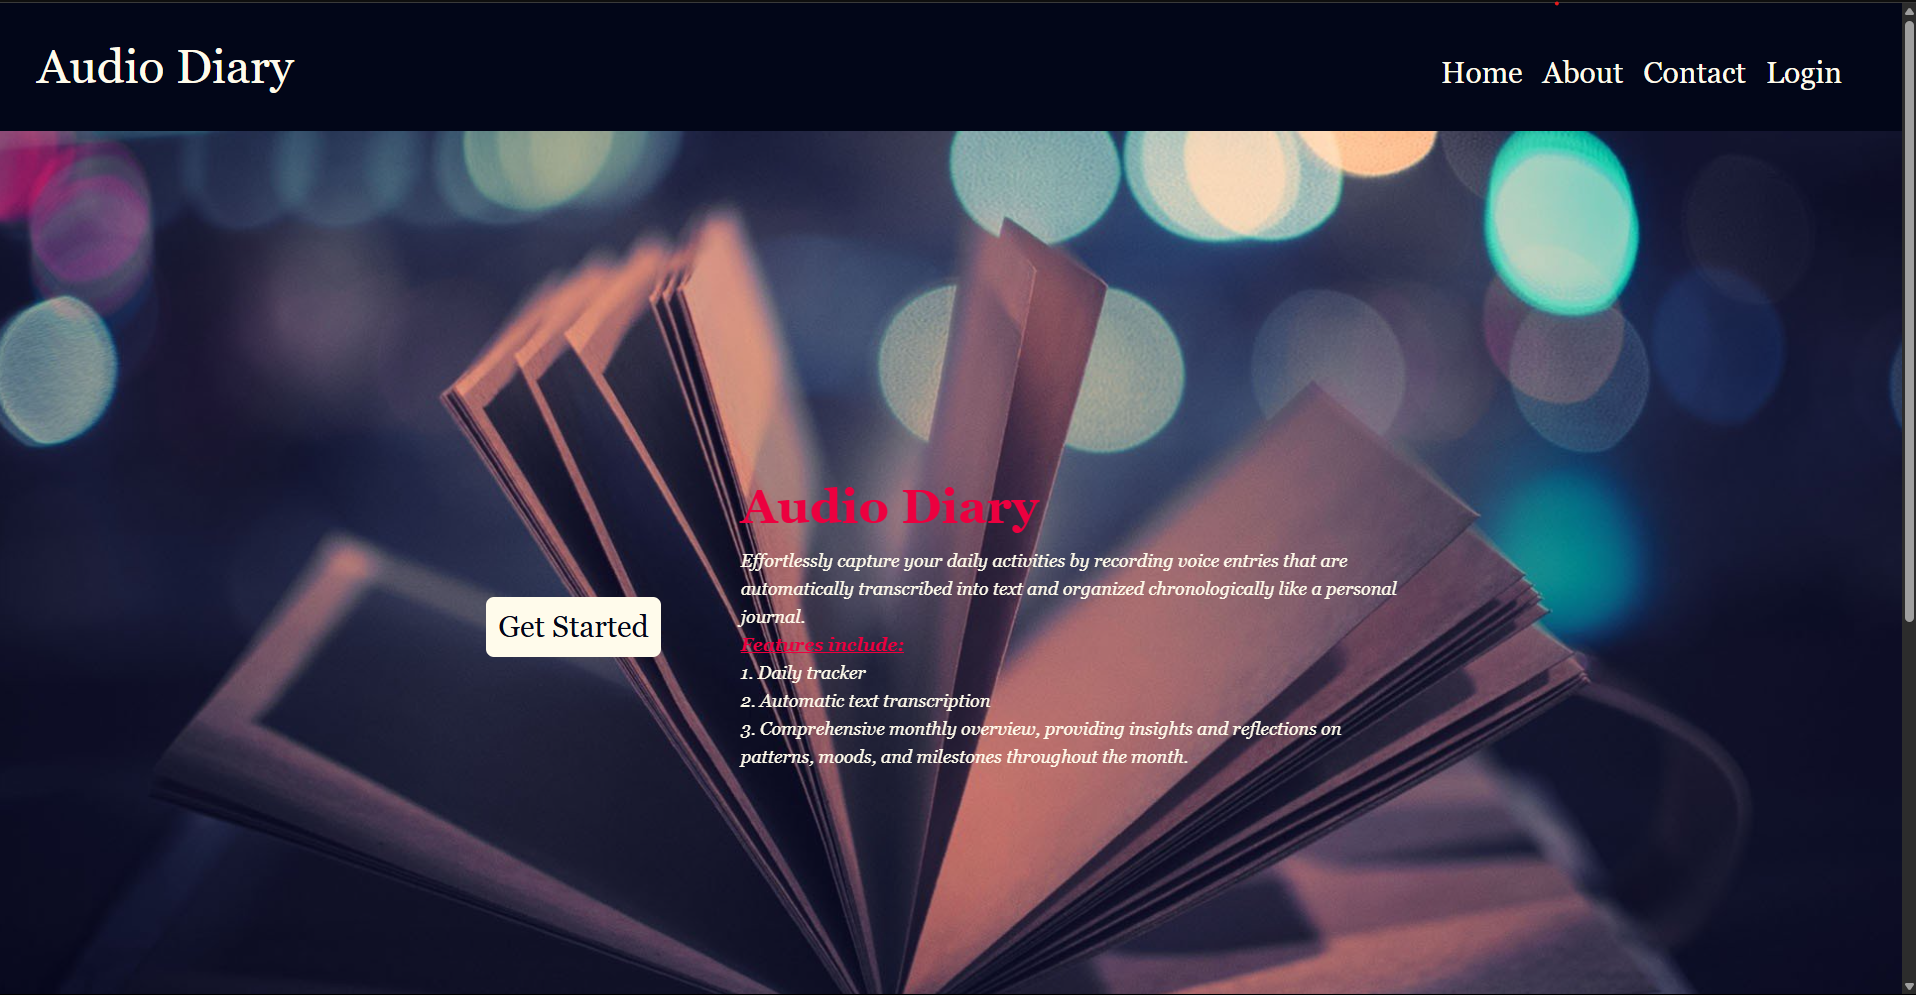 Audio Diary
Home About Contact Login
Audio Diary
Effortlessly capture your daily activities by recording voice entries that are
automatically transcribed into text and organized chronologically like a personal
journal.
Get Started
Features include:
1. Daily tracker
2. Automatic text transcription
3. Comprehensive monthly overview, providing insights and reflections on
patterns, moods, and milestones throughout the month.